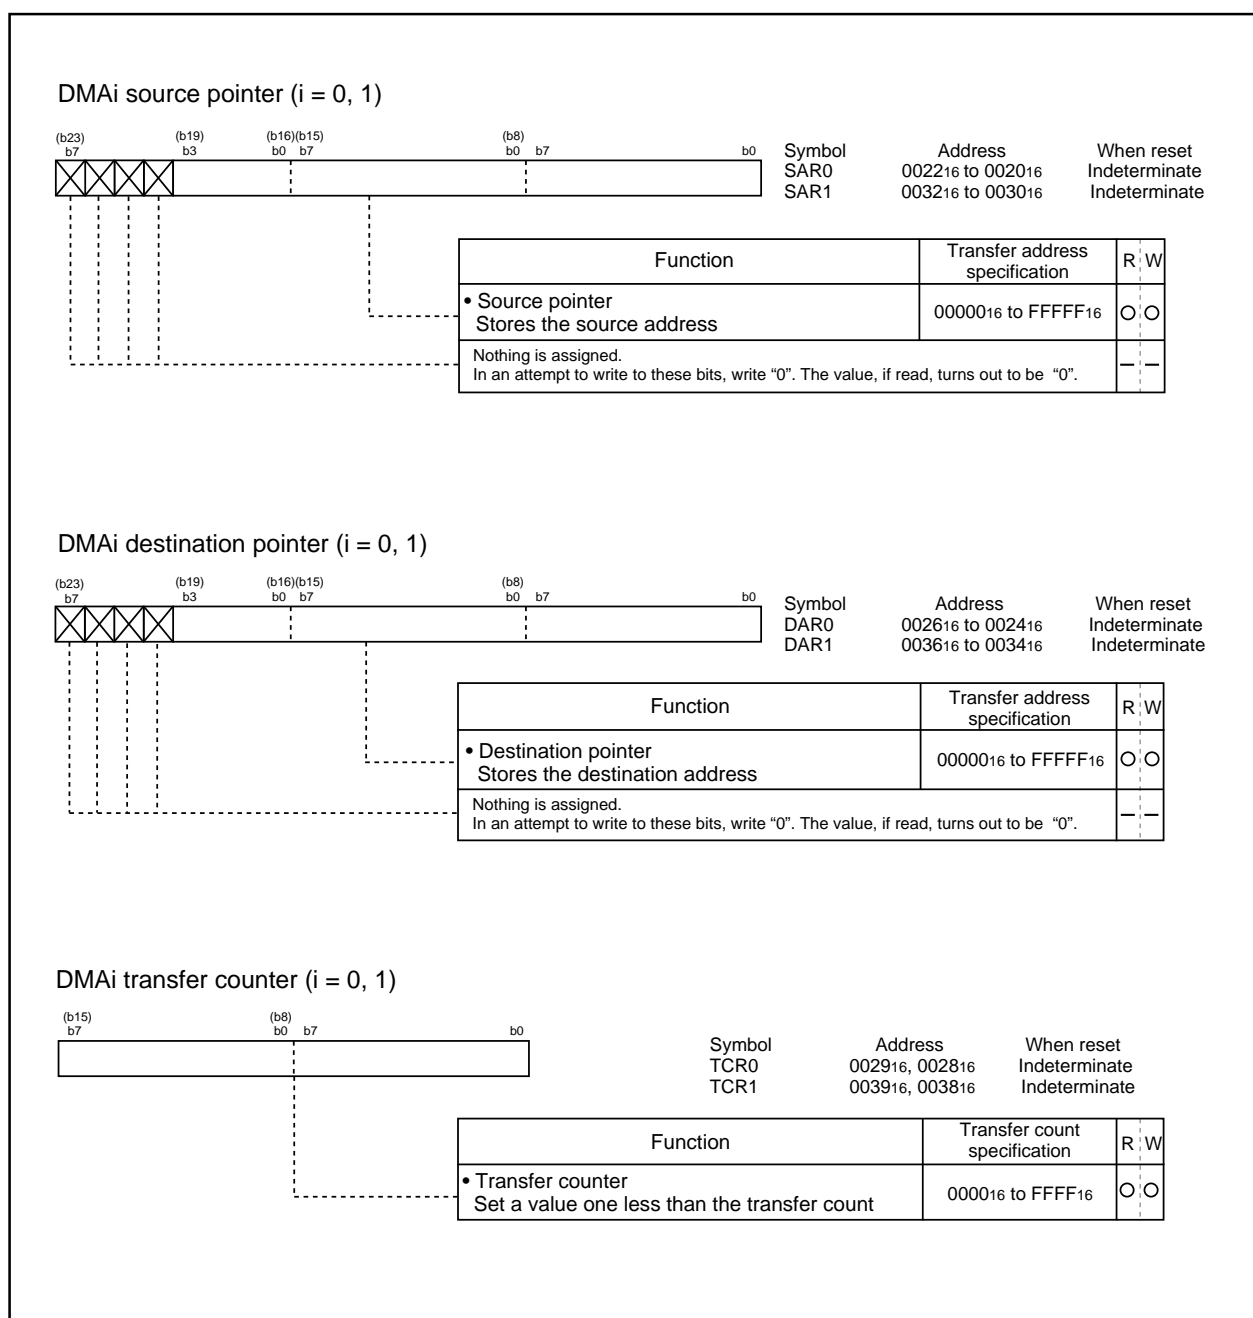 DMAi source pointer (i = 0, 1)
(b23) (b19) (b16)(b15) (b8)
b7 b3 b0 b7 b0 b7 b0
Symbol Address When reset
SAR0 002216 to 002016 Indeterminate
SAR1 003216 to 003016 Indeterminate
Function Transfer address specification R W
• Source pointer
Stores the source address 0000016 to FFFFF16
Nothing is assigned.
In an attempt to write to these bits, write “0”. The value, if read, turns out to be “0”.
DMAi destination pointer (i = 0, 1)
(b23) (b19) (b16)(b15) (b8)
b7 b3 b0 b7 b0 b7 b0
Symbol Address When reset
DAR0 002616 to 002416 Indeterminate
DAR1 003616 to 003416 Indeterminate
Function Transfer address specification R W
• Destination pointer
Stores the destination address 0000016 to FFFFF16
Nothing is assigned.
In an attempt to write to these bits, write “0”. The value, if read, turns out to be “0”.
DMAi transfer counter (i = 0, 1)
(b15) (b8)
b7 b0 b7 b0
Symbol Address When reset
TCR0 002916, 002816 Indeterminate
TCR1 003916, 003816 Indeterminate
Function Transfer count specification R W
• Transfer counter
Set a value one less than the transfer count 000016 to FFFF16